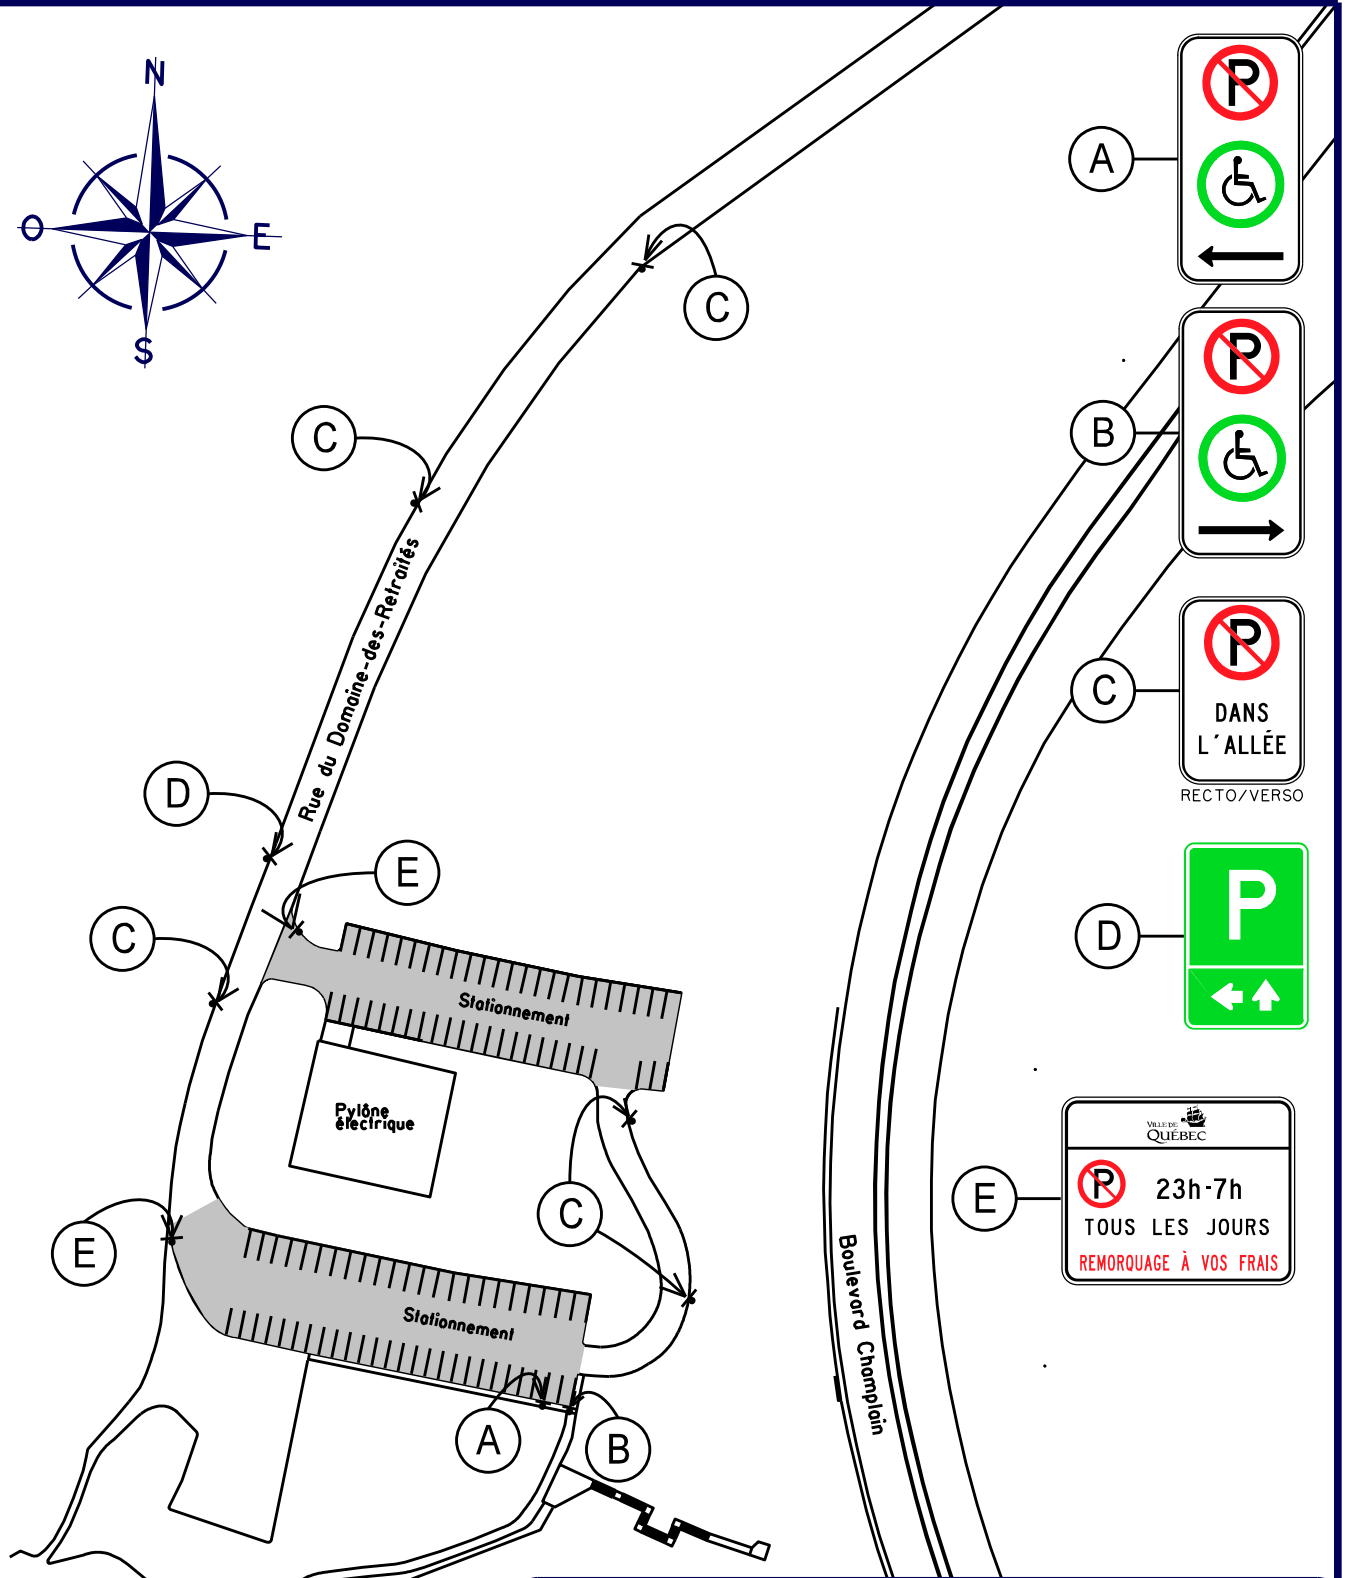 N
O
E
S
A
P
B
P
C
P
DANS
L'ALLÉE
RECTO/VERSO
D
P
E
VILLE DE
QUÉBEC
P 23h-7h
TOUS LES JOURS
REMORQUAGE À VOS FRAIS
C
C
Rue du Domaine-des-Retraités
D
E
C
Stationnement
Pylône
électrique
C
E
Stationnement
A
B
Boulevard Champlain